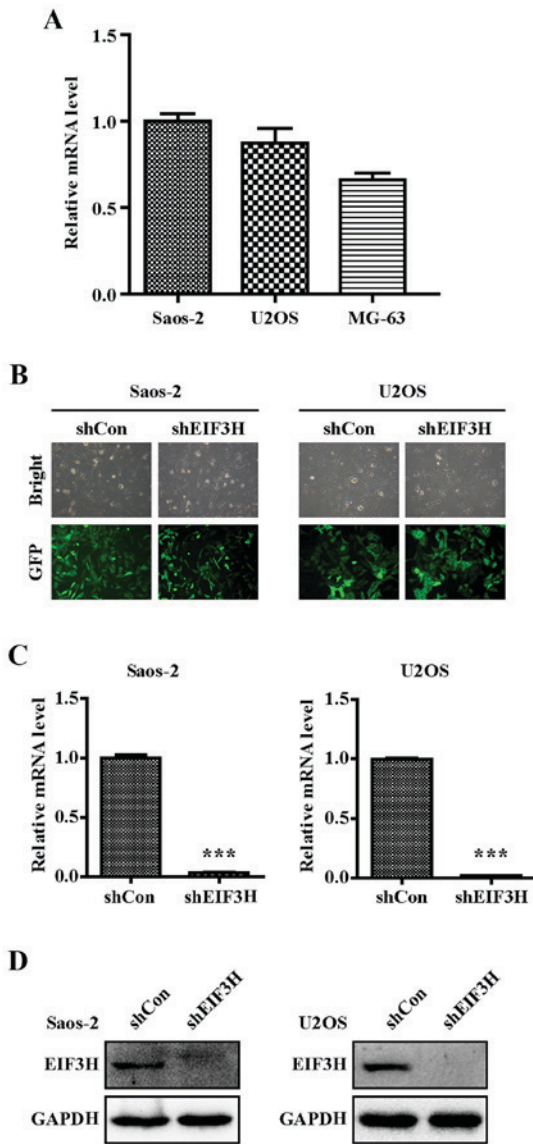 A
Relative mRNA level
1.5
1.0
0.5
0.0
Saos-2 U2OS MG-63
B
Saos-2 U2OS
shCon shEIF3H shCon shEIF3H
Bright
GFP
C
Saos-2
Relative mRNA level
1.5
1.0
0.5
0.0
***
shCon shEIF3H
U2OS
Relative mRNA level
1.5
1.0
0.5
0.0
***
shCon shEIF3H
D
Saos-2 shCon shEIF3H
EIF3H
GAPDH
U2OS shCon shEIF3H
EIF3H
GAPDH